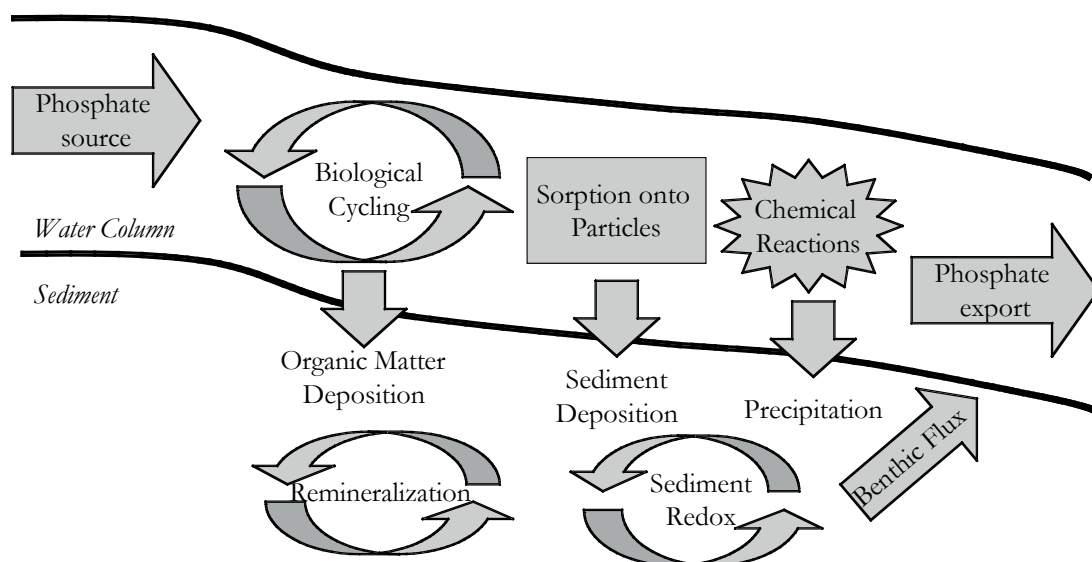 Phosphate
source
Biological
Cycling
Sorption onto
Particles
Chemical
Reactions
Water Column
Sediment
Phosphate
export
Organic Matter
Deposition
Sediment
Deposition
Precipitation
Benthic Flux
Remineralization
Sediment
Redox